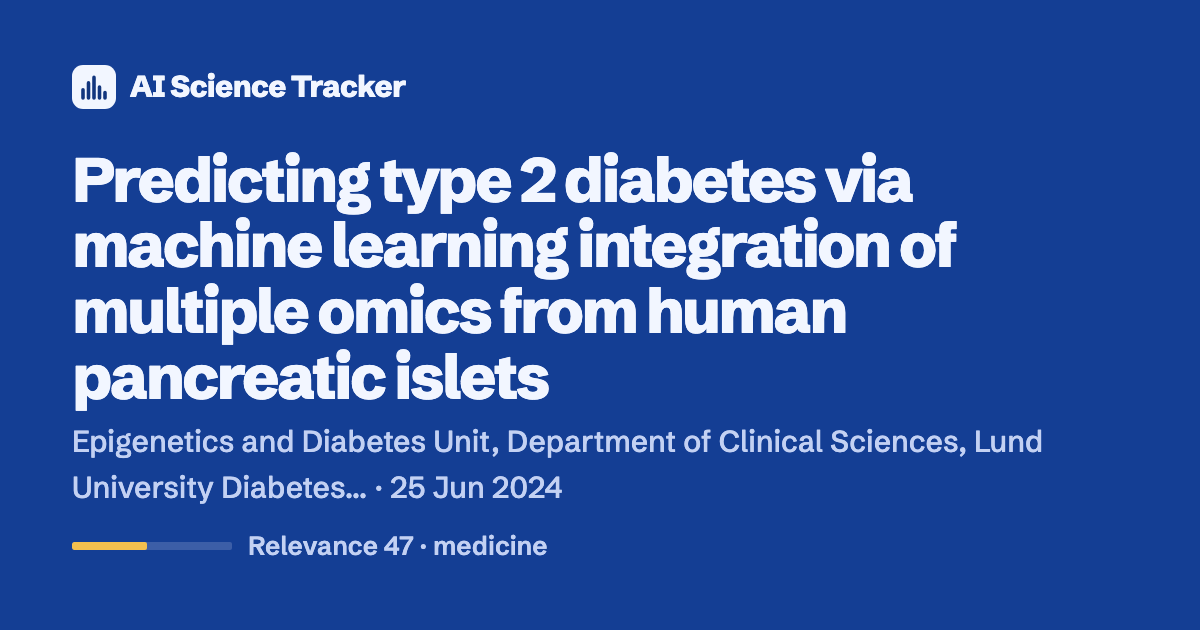 AI Science Tracker
Predicting type 2 diabetes via
machine learning integration of
multiple omics from human
pancreatic islets
Epigenetics and Diabetes Unit, Department of Clinical Sciences, Lund
University Diabetes... · 25 Jun 2024
Relevance 47 · medicine